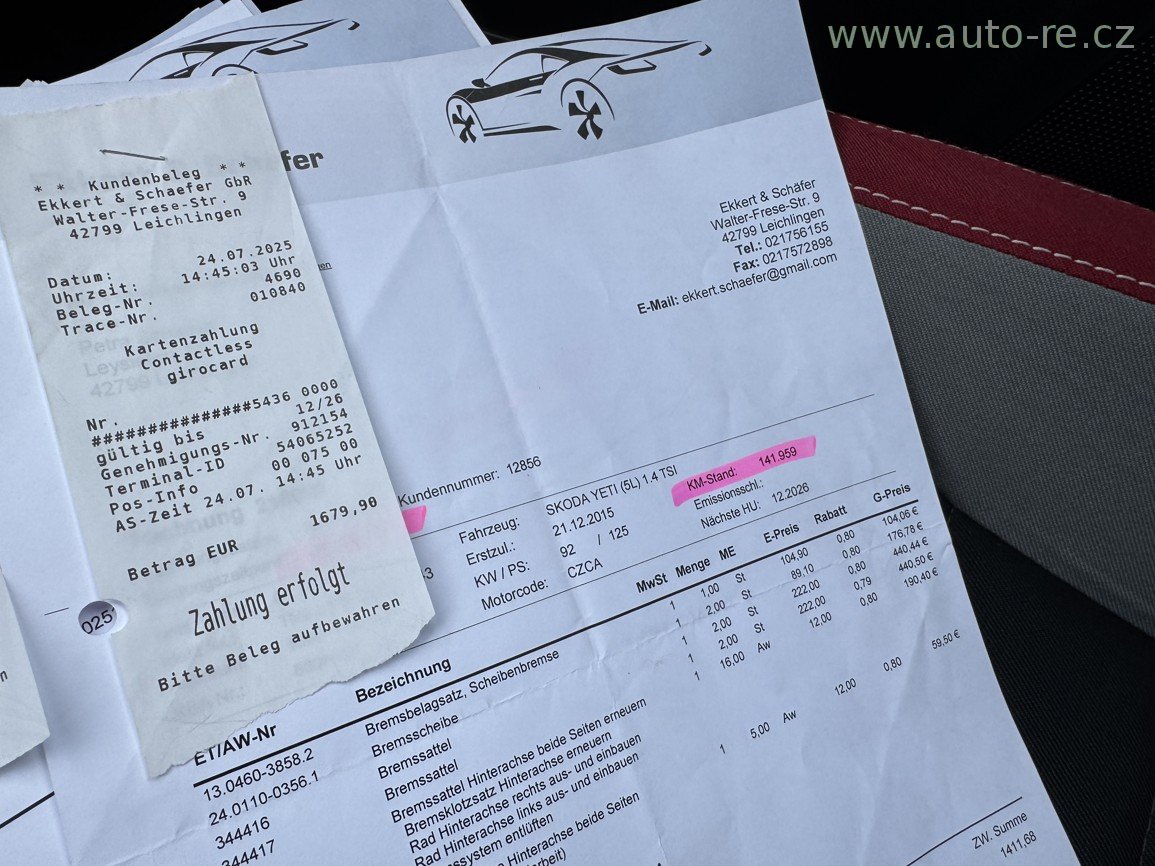 www.auto-re.cz
fer
* * Kundenbeleg * *
Ekkert & Schaefer GbR
Walter-Frese-Str. 9
42799 Leichlingen
Datum: 24.07.2025
Uhrzeit: 14:45:03 Uhr
Beleg-Nr. 4690
Trace-Nr. 010840
Kartenzahlung
Contactless
girocard
Nr.
##############5436 0000
gültig bis 12/26
Genehmigungs-Nr. 912154
Terminal-ID 54065252
Pos-Info 00 075 00
AS-Zeit 24.07. 14:45 Uhr
Betrag EUR 1679,90
Zahlung erfolgt
Bitte Beleg aufbewahren
025
Ekkert & Schäfer
Walter-Frese-Str. 9
42799 Leichlingen
Tel.: 021756155
Fax: 0217572898
E-Mail: ekkert.schaefer@gmail.com
Kundennummer: 12856
Fahrzeug: SKODA YETI (5L) 1.4 TSI
Erstzul.: 21.12.2015
KW / PS: 92 / 125
Motorcode: CZCA
KM-Stand: 141.959
Emissionsschl.:
Nächste HU: 12.2026
ET/AW-Nr Bezeichnung MwSt Menge ME E-Preis Rabatt G-Preis
13.0460-3858.2 Bremsbelagsatz, Scheibenbremse 1 1,00 St 104,90 0,80 104,06 €
24.0110-0356.1 Bremsscheibe 1 2,00 St 89,10 0,80 176,78 €
344416 Bremssattel 1 2,00 St 222,00 0,80 440,44 €
344417 Bremssattel 1 2,00 St 222,00 0,79 440,50 €
Bremssattel Hinterachse beide Seiten erneuern 1 16,00 Aw 12,00 0,80 190,40 €
Bremsklotzsatz Hinterachse erneuern
Rad Hinterachse rechts aus- und einbauen
Rad Hinterachse links aus- und einbauen
ssystem entlüften 1 5,00 Aw 12,00 0,80 59,50 €
Hinterachse beide Seiten
ZW. Summe
1411,68